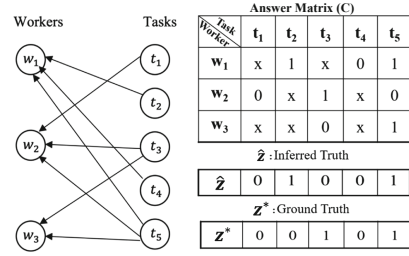 Workers Tasks
w₁
w₂
w₃
t₁
t₂
t₃
t₄
t₅
Answer Matrix (C)
Task Worker t₁ t₂ t₃ t₄ t₅
w₁ x 1 x 0 1
w₂ 0 x 1 x 0
w₃ x x 0 x 1
ẑ : Inferred Truth
ẑ 0 1 0 0 1
z* : Ground Truth
z* 0 0 1 0 1